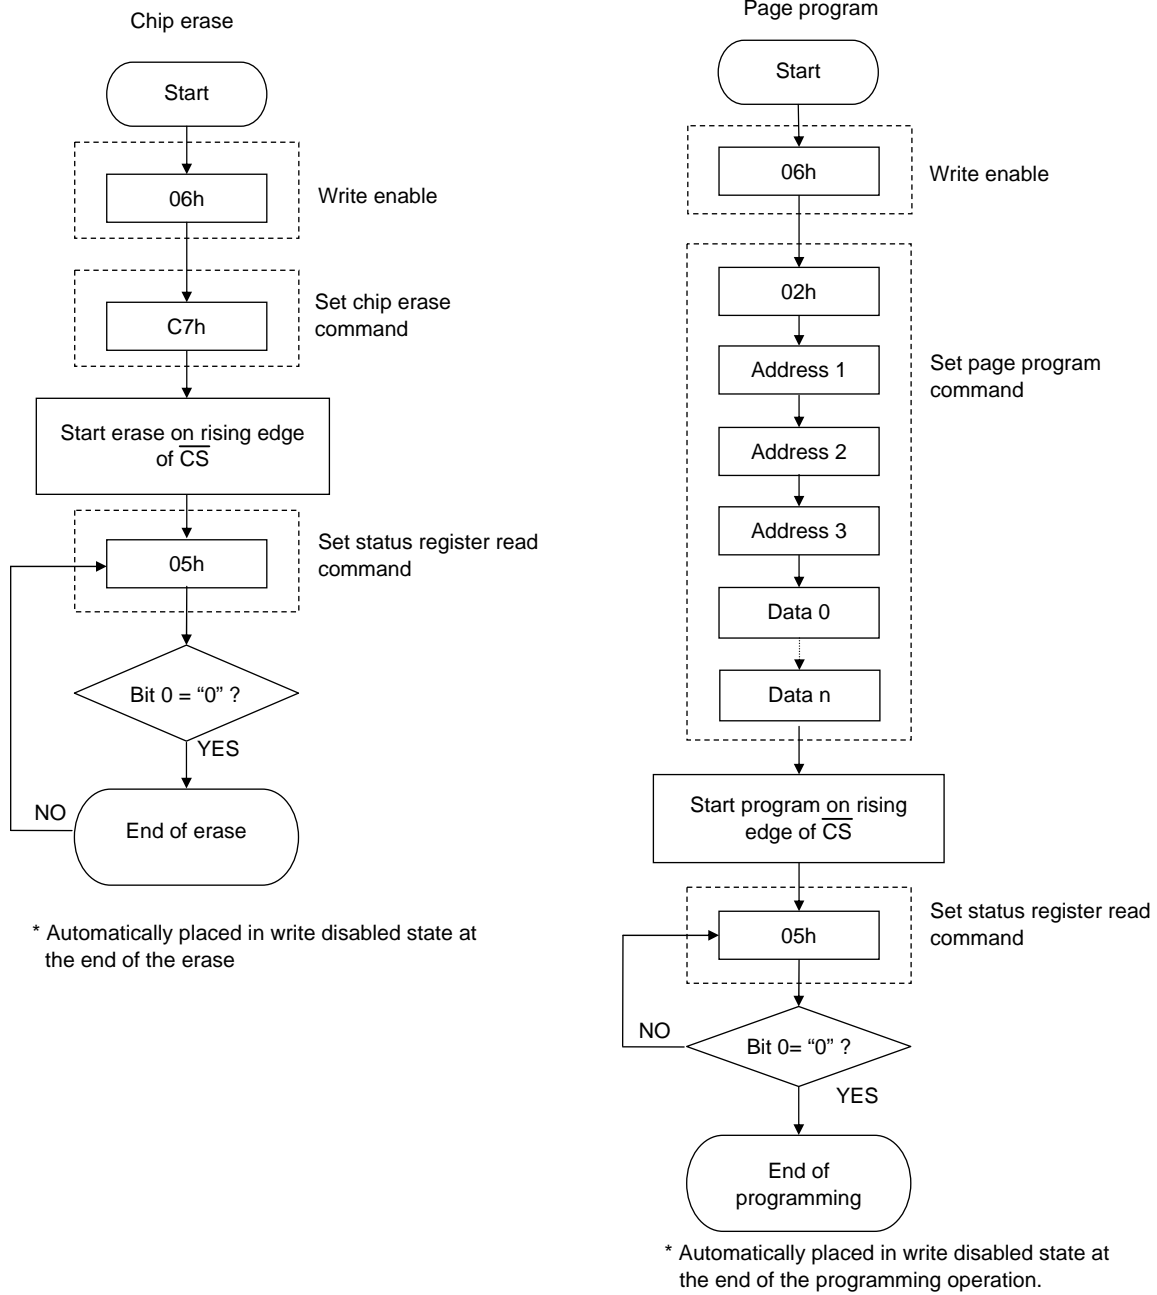 Chip erase
Start
06h
Write enable
C7h
Set chip erase
command
Start erase on rising edge
of C̅S̅
05h
Set status register read
command
Bit 0 = “0” ?
YES
NO
End of erase
* Automatically placed in write disabled state at
the end of the erase
Page program
Start
06h
Write enable
02h
Address 1
Set page program
command
Address 2
Address 3
Data 0
Data n
Start program on rising
edge of C̅S̅
05h
Set status register read
command
NO
Bit 0= “0” ?
YES
End of
programming
* Automatically placed in write disabled state at
the end of the programming operation.